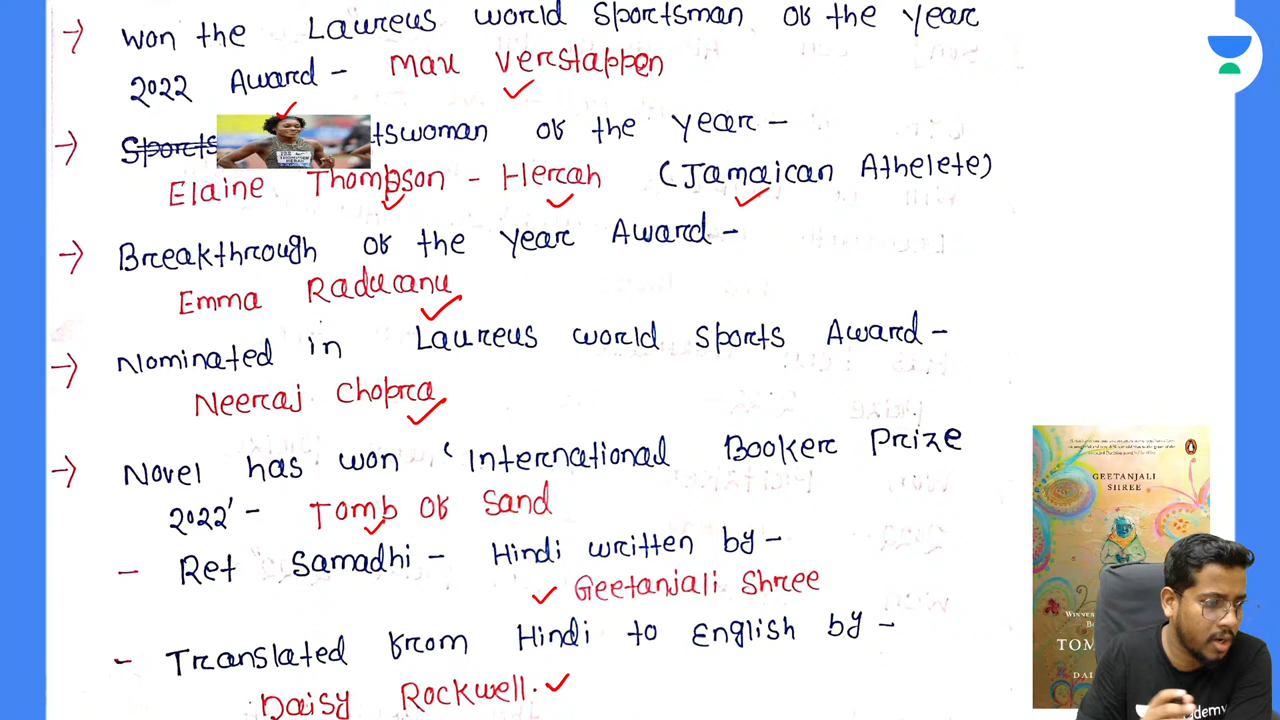 → Won the Laureus World Sportsman of the Year
2022 Award - Max Verstappen
→ Sports tswoman of the year -
Elaine Thompson - Herah (Jamaican Athelete)
→ Breakthrough of the year Award -
Emma Raducanu
→ Nominated in Laureus world sports Award -
Neeraj Chopra
→ Novel has won 'International Booker Prize
2022' - Tomb of Sand
- Ret Samadhi - Hindi written by -
Geetanjali Shree
- Translated from Hindi to English by -
Daisy Rockwell.
GEETANJALI
SHREE